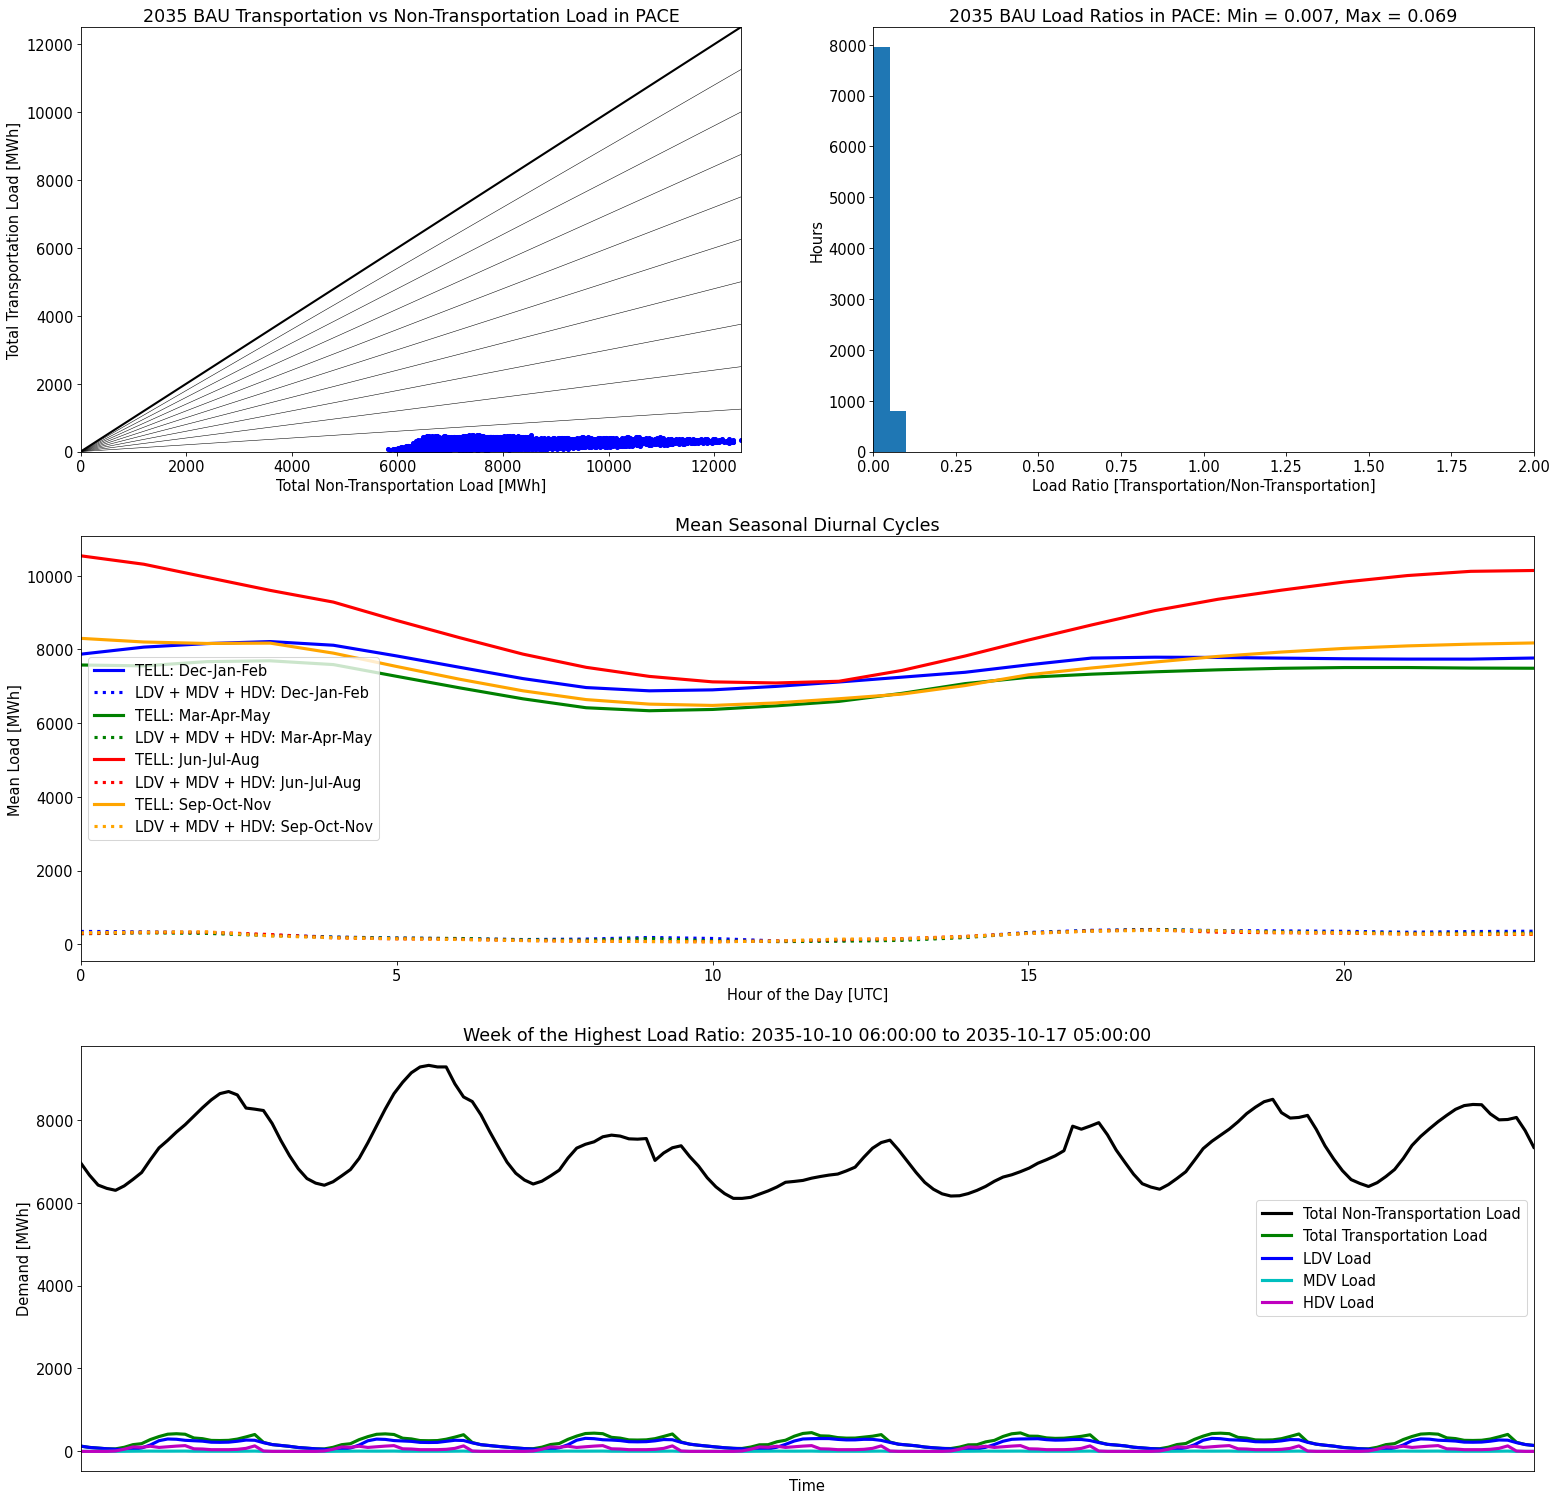 2035 BAU Transportation vs Non-Transportation Load in PACE
12000
10000
8000
6000
4000
2000
0
Total Transportation Load [MWh]
0 2000 4000 6000 8000 10000 12000
Total Non-Transportation Load [MWh]
2035 BAU Load Ratios in PACE: Min = 0.007, Max = 0.069
8000
7000
6000
5000
4000
3000
2000
1000
0
Hours
0.00 0.25 0.50 0.75 1.00 1.25 1.50 1.75 2.00
Load Ratio [Transportation/Non-Transportation]
Mean Seasonal Diurnal Cycles
10000
8000
6000
4000
2000
0
Mean Load [MWh]
TELL: Dec-Jan-Feb
LDV + MDV + HDV: Dec-Jan-Feb
TELL: Mar-Apr-May
LDV + MDV + HDV: Mar-Apr-May
TELL: Jun-Jul-Aug
LDV + MDV + HDV: Jun-Jul-Aug
TELL: Sep-Oct-Nov
LDV + MDV + HDV: Sep-Oct-Nov
0 5 10 15 20
Hour of the Day [UTC]
Week of the Highest Load Ratio: 2035-10-10 06:00:00 to 2035-10-17 05:00:00
8000
6000
4000
2000
0
Demand [MWh]
Total Non-Transportation Load
Total Transportation Load
LDV Load
MDV Load
HDV Load
Time